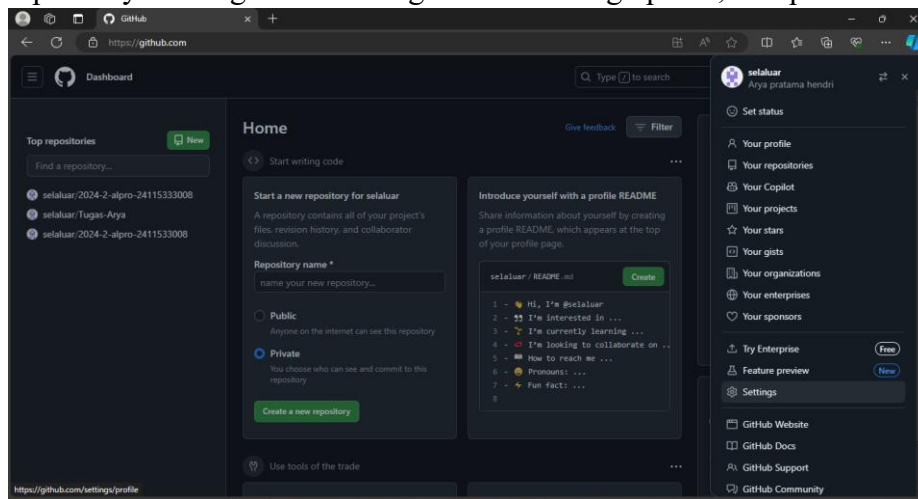 GitHub
https://github.com
Dashboard
Type / to search
Top repositories
New
Find a repository...
selaluar/2024-2-alpro-24115333008
selaluar/Tugas-Arya
selaluar/2024-2-alpro-2411533008
Home
Give feedback
Filter
Start writing code
Start a new repository for selaluar
A repository contains all of your project's
files, revision history, and collaborator
discussion.
Repository name *
name your new repository...
Public
Anyone on the internet can see this repository
Private
You choose who can see and commit to this
repository
Create a new repository
Introduce yourself with a profile README
Share information about yourself by creating
a profile README, which appears at the top
of your profile page.
selaluar / README.md
Create
1 - 👋 Hi, I'm @selaluar
2 - 👀 I'm interested in ...
3 - 🌱 I'm currently learning ...
4 - 💞️ I'm looking to collaborate on ..
5 - 📫 How to reach me ...
6 - 😄 Pronouns: ...
7 - ⚡ Fun fact: ...
8
Use tools of the trade
selaluar
Arya pratama hendri
Set status
Your profile
Your repositories
Your Copilot
Your projects
Your stars
Your gists
Your organizations
Your enterprises
Your sponsors
Try Enterprise
Free
Feature preview
New
Settings
GitHub Website
GitHub Docs
GitHub Support
GitHub Community
https://github.com/settings/profile